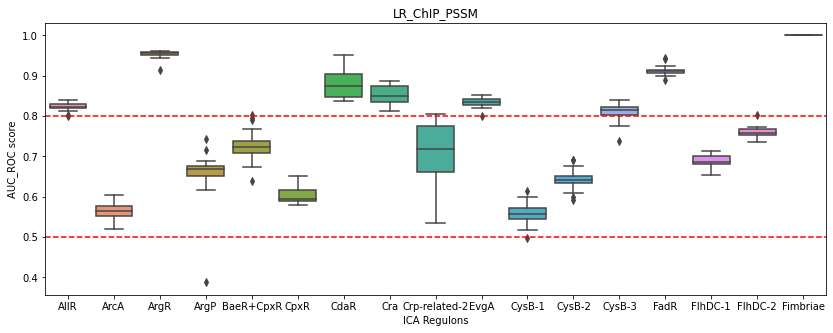 LR_ChIP_PSSM
AUC_ROC score
1.0
0.9
0.8
0.7
0.6
0.5
0.4
AllR ArcA ArgR ArgP BaeR+CpxR CpxR CdaR Cra Crp-related-2 EvgA CysB-1 CysB-2 CysB-3 FadR FlhDC-1 FlhDC-2 Fimbriae
ICA Regulons